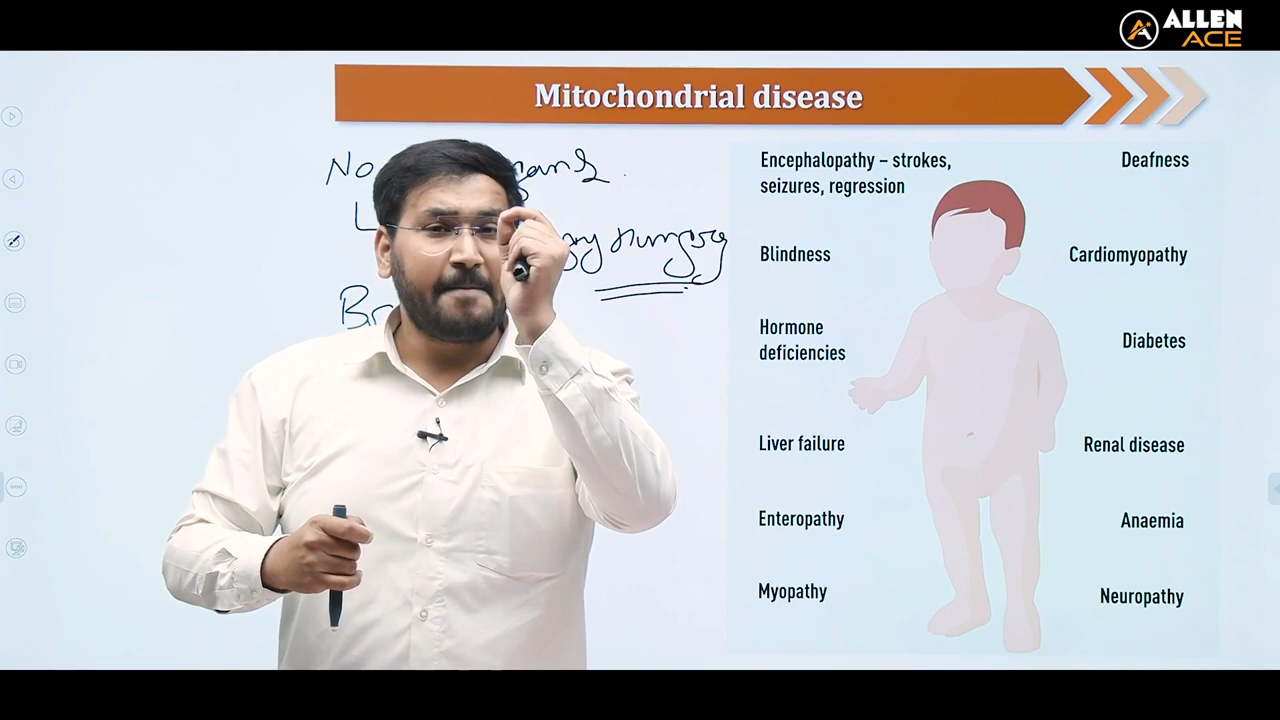 ALLEN
ACE
Mitochondrial disease
No
Encephalopathy – strokes,
seizures, regression
Deafness
Blindness
Cardiomyopathy
Hormone
deficiencies
Diabetes
Liver failure
Renal disease
Enteropathy
Anaemia
Myopathy
Neuropathy